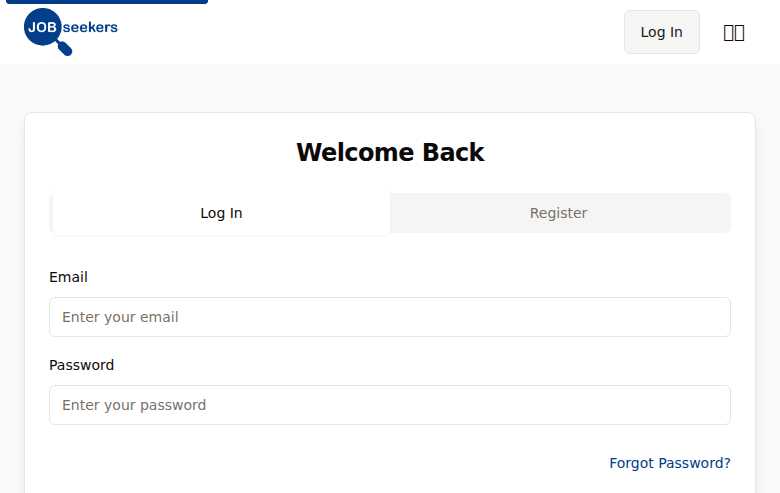 JOB seekers
Log In
Welcome Back
Log In
Register
Email
Enter your email
Password
Enter your password
Forgot Password?